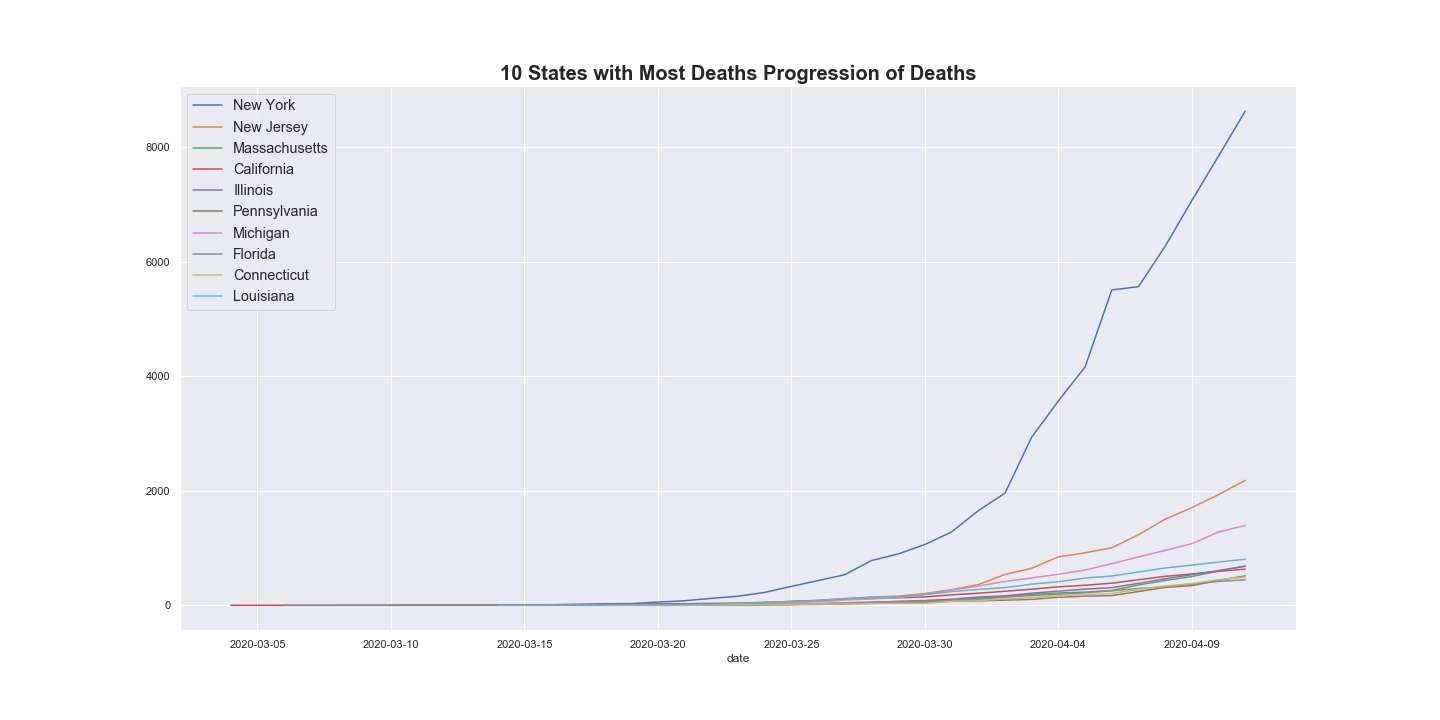 10 States with Most Deaths Progression of Deaths
New York
New Jersey
Massachusetts
California
Illinois
Pennsylvania
Michigan
Florida
Connecticut
Louisiana
8000
6000
4000
2000
0
2020-03-05 2020-03-10 2020-03-15 2020-03-20 2020-03-25 2020-03-30 2020-04-04 2020-04-09
date